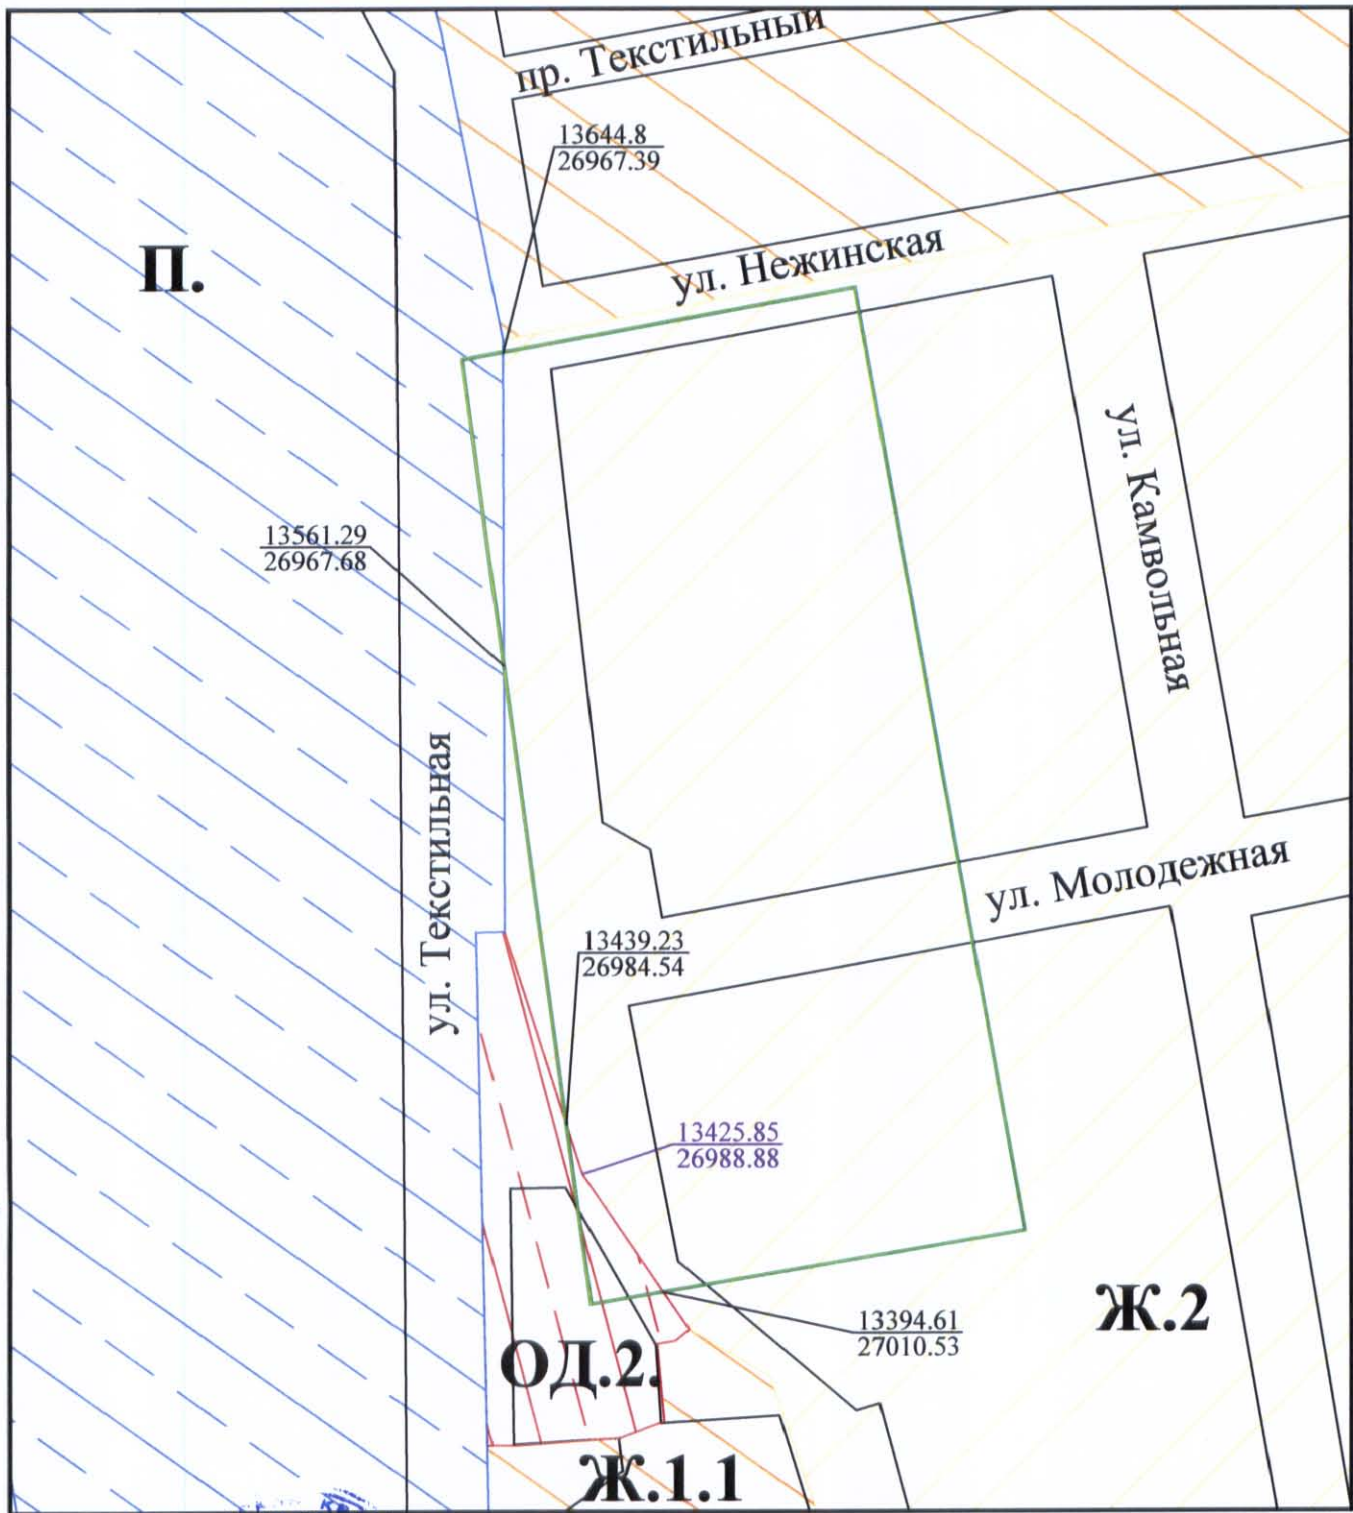 пр. Текстильный
13644.8
26967.39
П.
ул. Нежинская
ул. Камвольная
13561.29
26967.68
ул. Текстильная
ул. Молодежная
13439.23
26984.54
13425.85
26988.88
Ж.2
13394.61
27010.53
ОД.2.
Ж.1.1